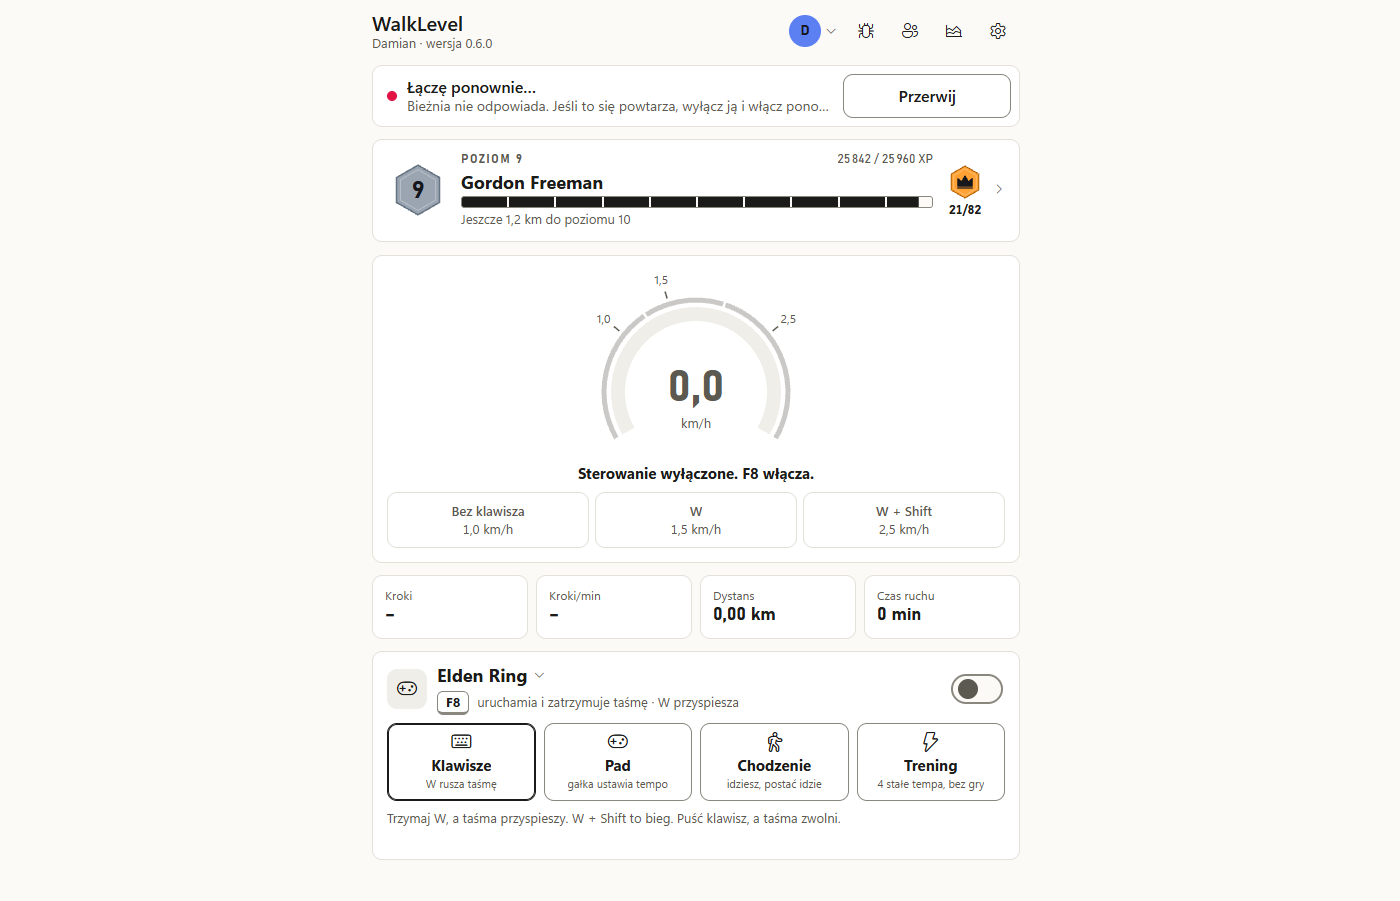 WalkLevel
Damian · wersja 0.6.0
D
Łączę ponownie...
Bieżnia nie odpowiada. Jeśli to się powtarza, wyłącz ją i włącz pono...
Przerwij
9
POZIOM 9
25 842 / 25 960 XP
Gordon Freeman
Jeszcze 1,2 km do poziomu 10
21/82
1,5
1,0
2,5
0,0
km/h
Sterowanie wyłączone. F8 włącza.
Bez klawisza
1,0 km/h
W
1,5 km/h
W + Shift
2,5 km/h
Kroki
–
Kroki/min
–
Dystans
0,00 km
Czas ruchu
0 min
Elden Ring
F8 uruchamia i zatrzymuje taśmę · W przyspiesza
Klawisze
W rusza taśmę
Pad
gałka ustawia tempo
Chodzenie
idziesz, postać idzie
Trening
4 stałe tempa, bez gry
Trzymaj W, a taśma przyspieszy. W + Shift to bieg. Puść klawisz, a taśma zwolni.